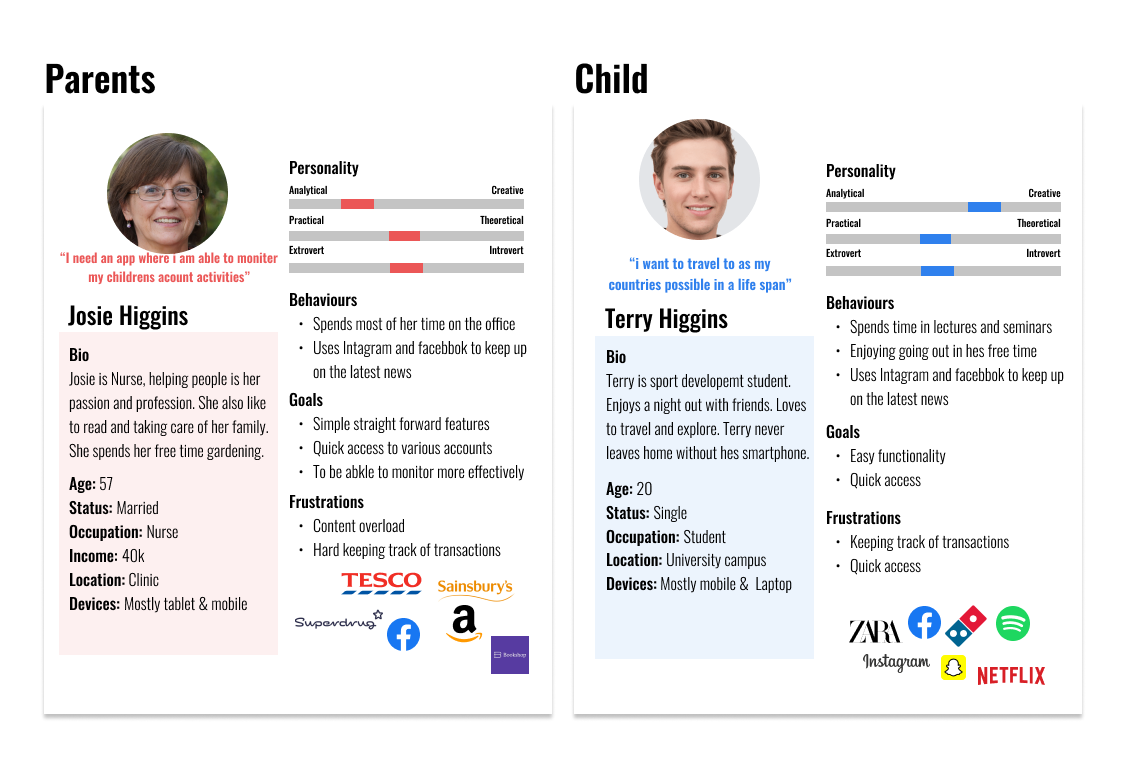 Parents
“I need an app where i am able to moniter
my childrens acount activities”
Josie Higgins
Bio
Josie is Nurse, helping people is her
passion and profession. She also like
to read and taking care of her family.
She spends her free time gardening.
Age: 57
Status: Married
Occupation: Nurse
Income: 40k
Location: Clinic
Devices: Mostly tablet & mobile
Personality
Analytical Creative
Practical Theoretical
Extrovert Introvert
Behaviours
• Spends most of her time on the office
• Uses Intagram and facebbok to keep up
on the latest news
Goals
• Simple straight forward features
• Quick access to various accounts
• To be abkle to monitor more effectively
Frustrations
• Content overload
• Hard keeping track of transactions
TESCO
Sainsbury's
Superdrug
a
Bookshop
Child
“i want to travel to as my
countries possible in a life span”
Terry Higgins
Bio
Terry is sport developemt student.
Enjoys a night out with friends. Loves
to travel and explore. Terry never
leaves home without hes smartphone.
Age: 20
Status: Single
Occupation: Student
Location: University campus
Devices: Mostly mobile & Laptop
Personality
Analytical Creative
Practical Theoretical
Extrovert Introvert
Behaviours
• Spends time in lectures and seminars
• Enjoying going out in hes free time
• Uses Intagram and facebbok to keep up
on the latest news
Goals
• Easy functionality
• Quick access
Frustrations
• Keeping track of transactions
• Quick access
ZARA
Instagram
NETFLIX